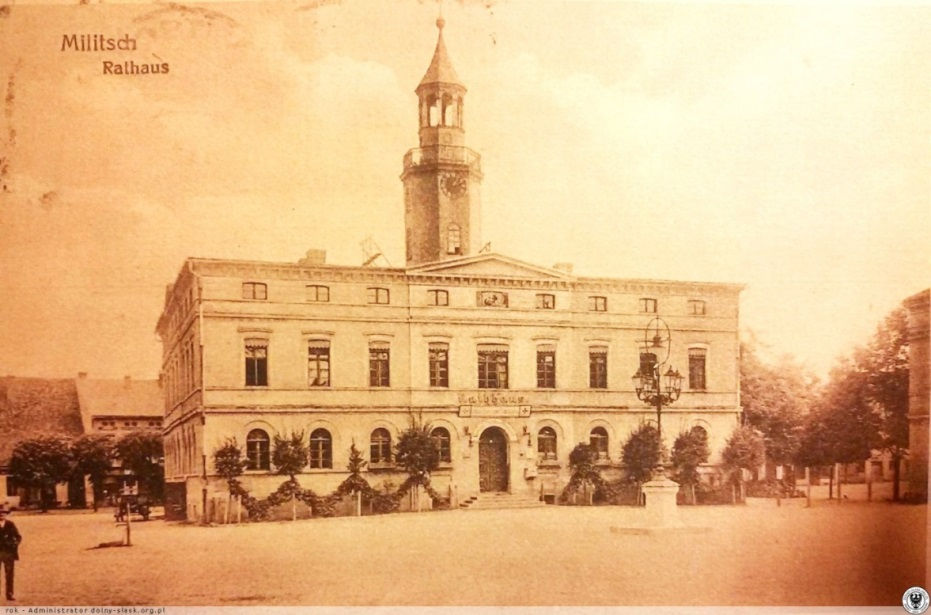 Militsch
Rathaus
Rathaus
rok - Administrator dolny-slask.org.pl